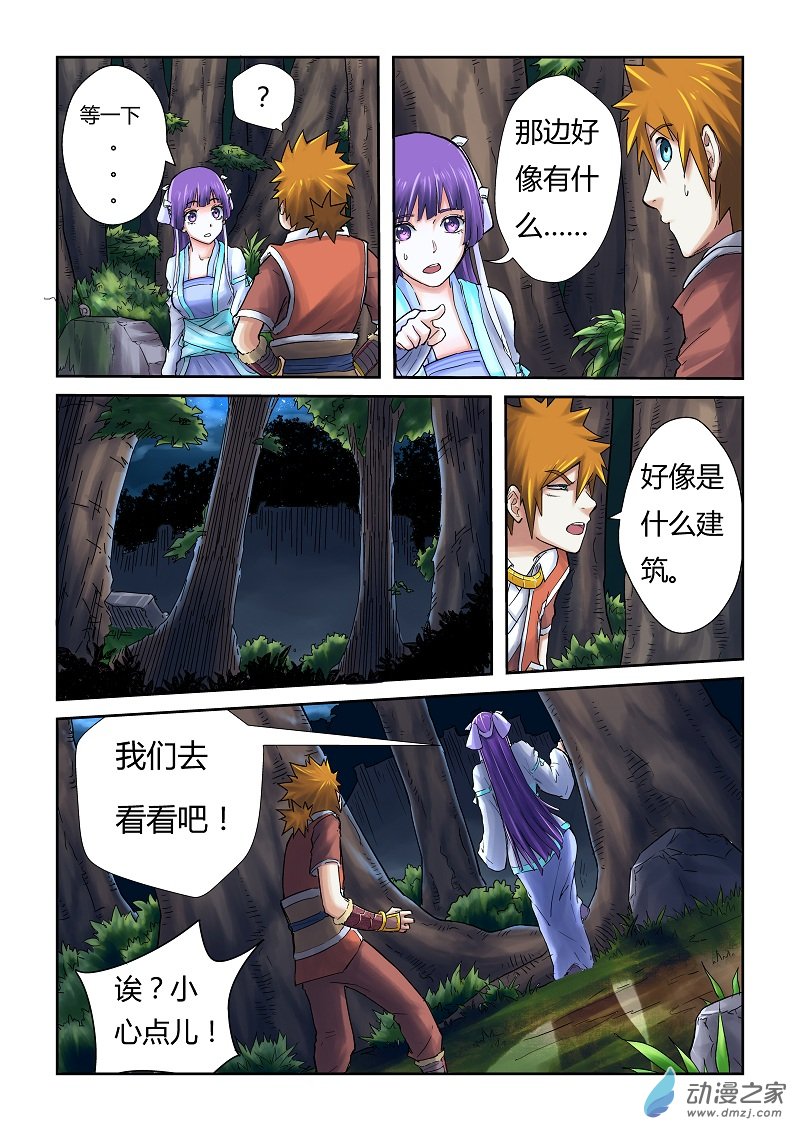 等一下
。
。
。
？
那边好
像有什
么……
好像是
什么建
筑。
我们去
看看吧！
诶？小
心点儿！
动漫之家
www.dmzj.com